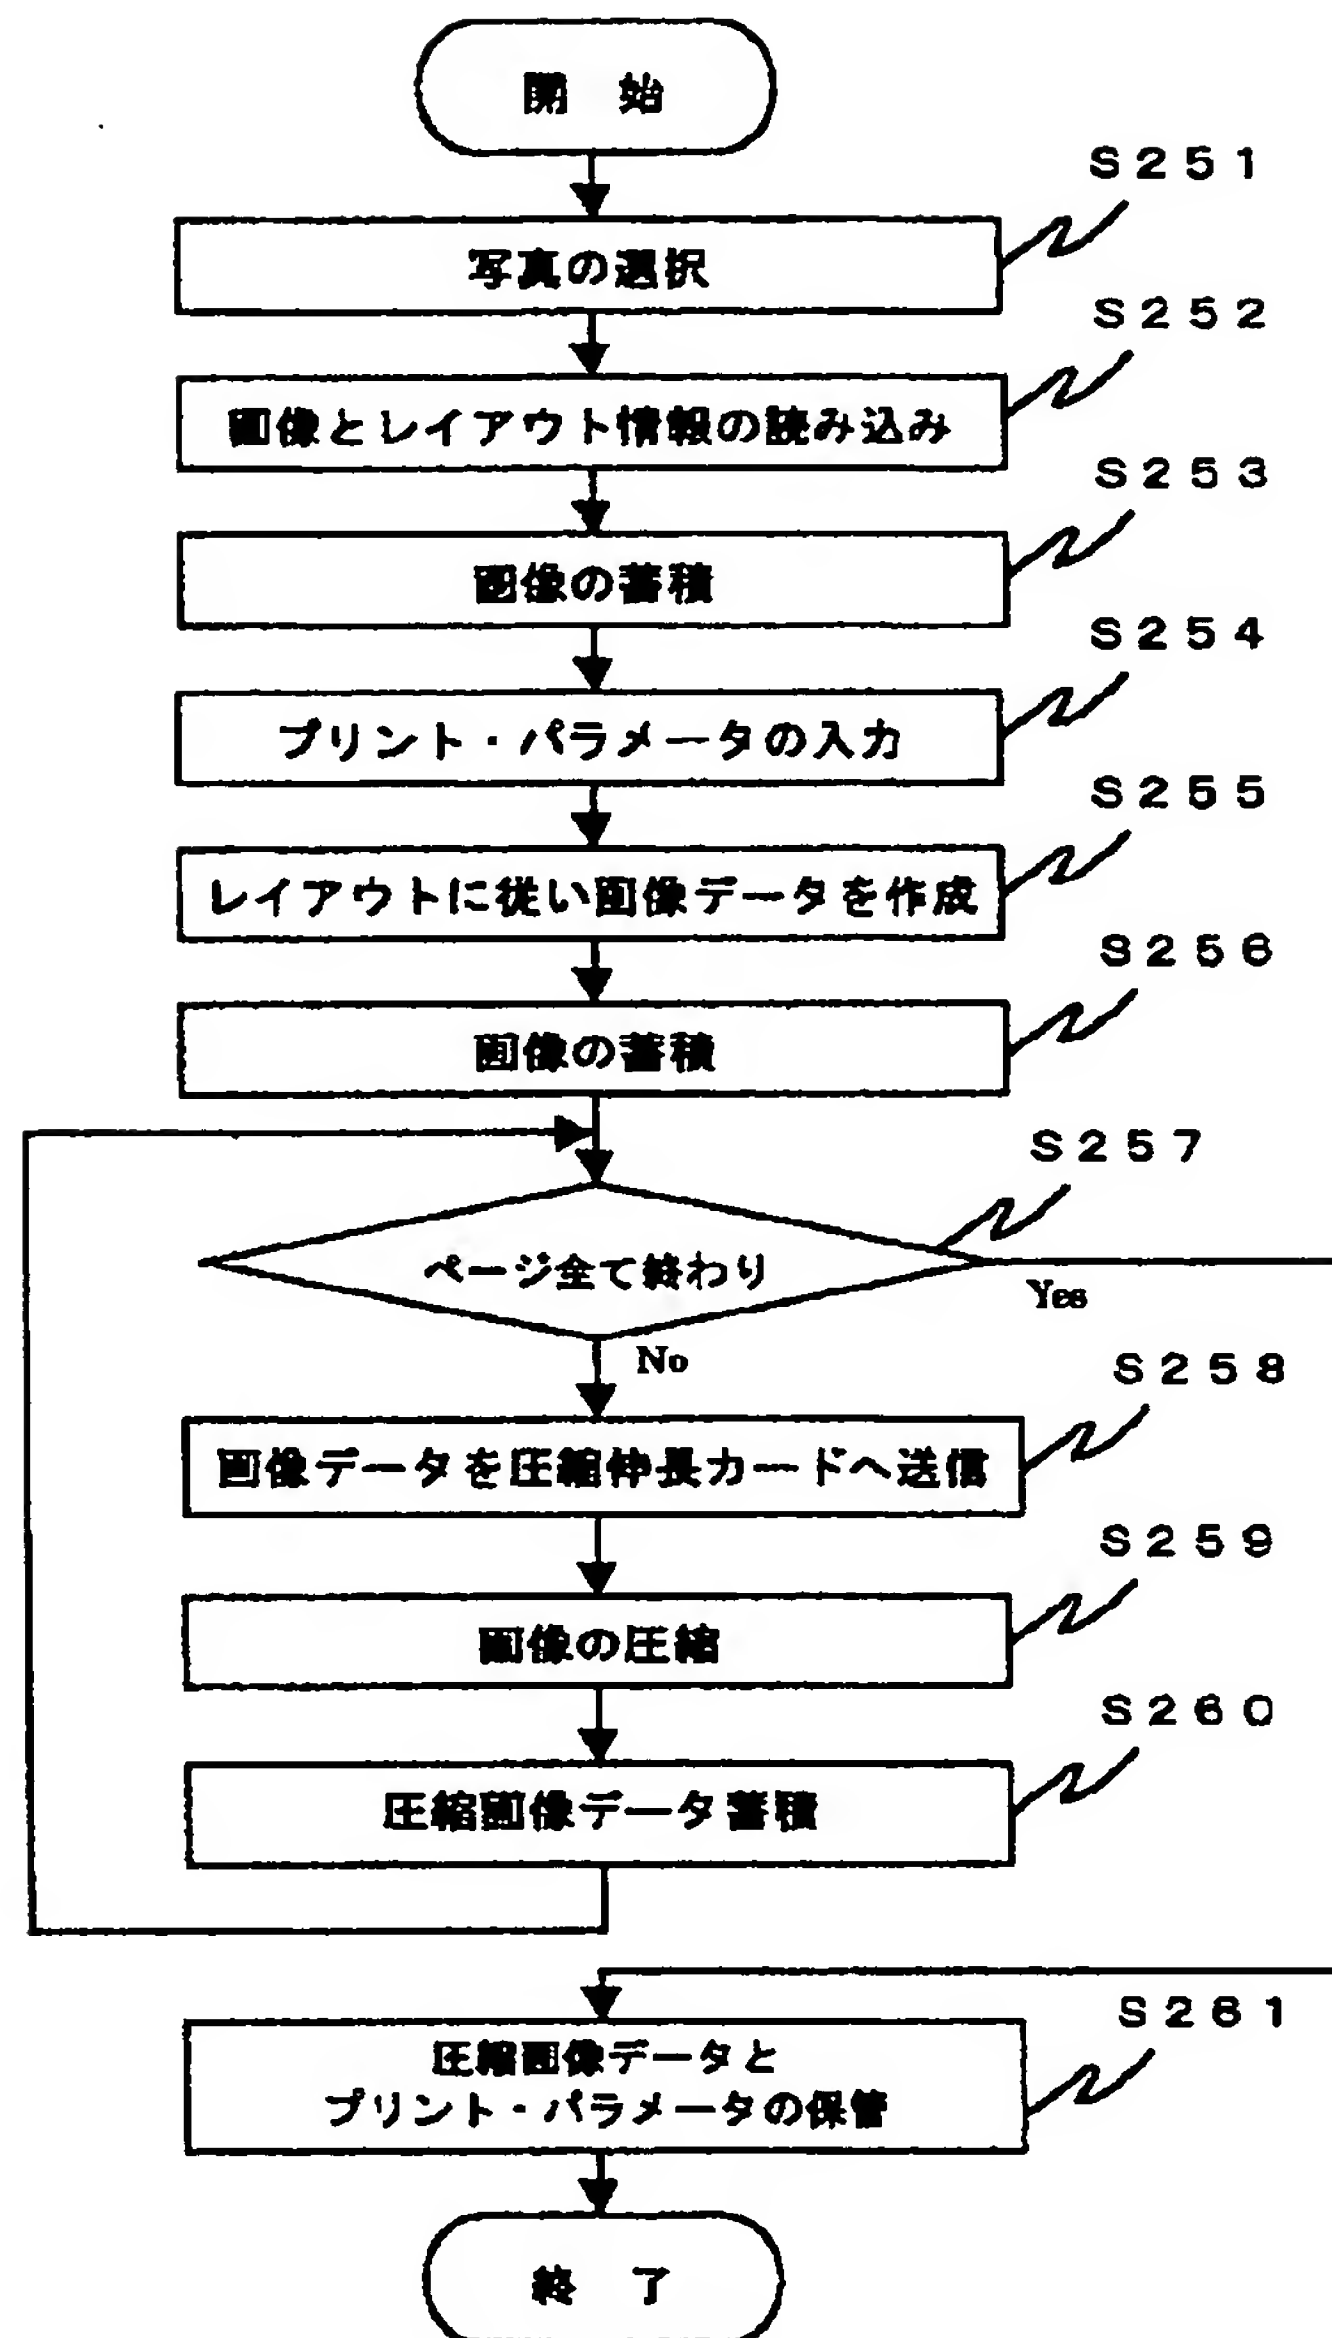 開 始
S251
写真の選択
S252
画像とレイアウト情報の読み込み
S253
画像の蓄積
S254
プリント・パラメータの入力
S255
レイアウトに従い画像データを作成
S256
画像の蓄積
S257
ページ全て終わり
Yes
No
S258
画像データを圧縮伸長カードへ送信
S259
画像の圧縮
S260
圧縮画像データ蓄積
S261
圧縮画像データと
プリント・パラメータの保管
終 了